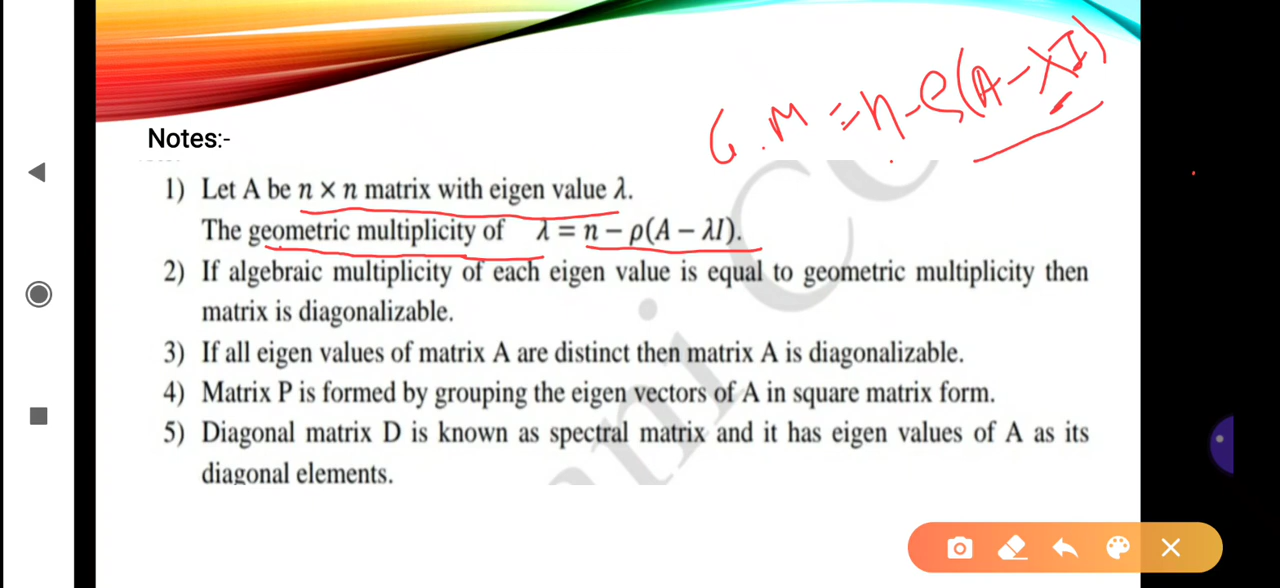 G.M = n - ρ(A - λI)
Notes:-
1) Let A be n × n matrix with eigen value λ.
The geometric multiplicity of λ = n − ρ(A − λI).
2) If algebraic multiplicity of each eigen value is equal to geometric multiplicity then
matrix is diagonalizable.
3) If all eigen values of matrix A are distinct then matrix A is diagonalizable.
4) Matrix P is formed by grouping the eigen vectors of A in square matrix form.
5) Diagonal matrix D is known as spectral matrix and it has eigen values of A as its
diagonal elements.